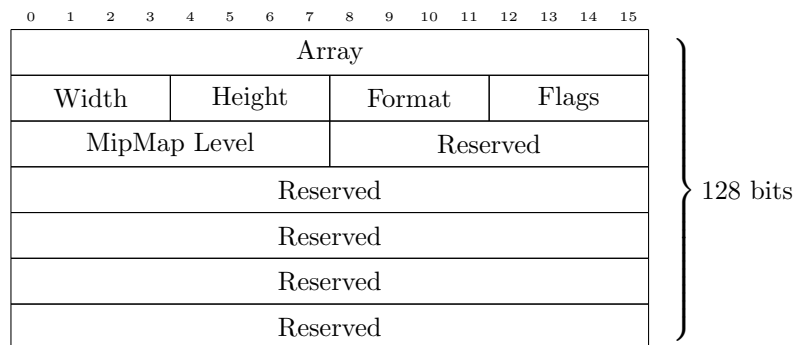 0 1 2 3 4 5 6 7 8 9 10 11 12 13 14 15
Array
Width Height Format Flags
MipMap Level Reserved
Reserved
128 bits
Reserved
Reserved
Reserved